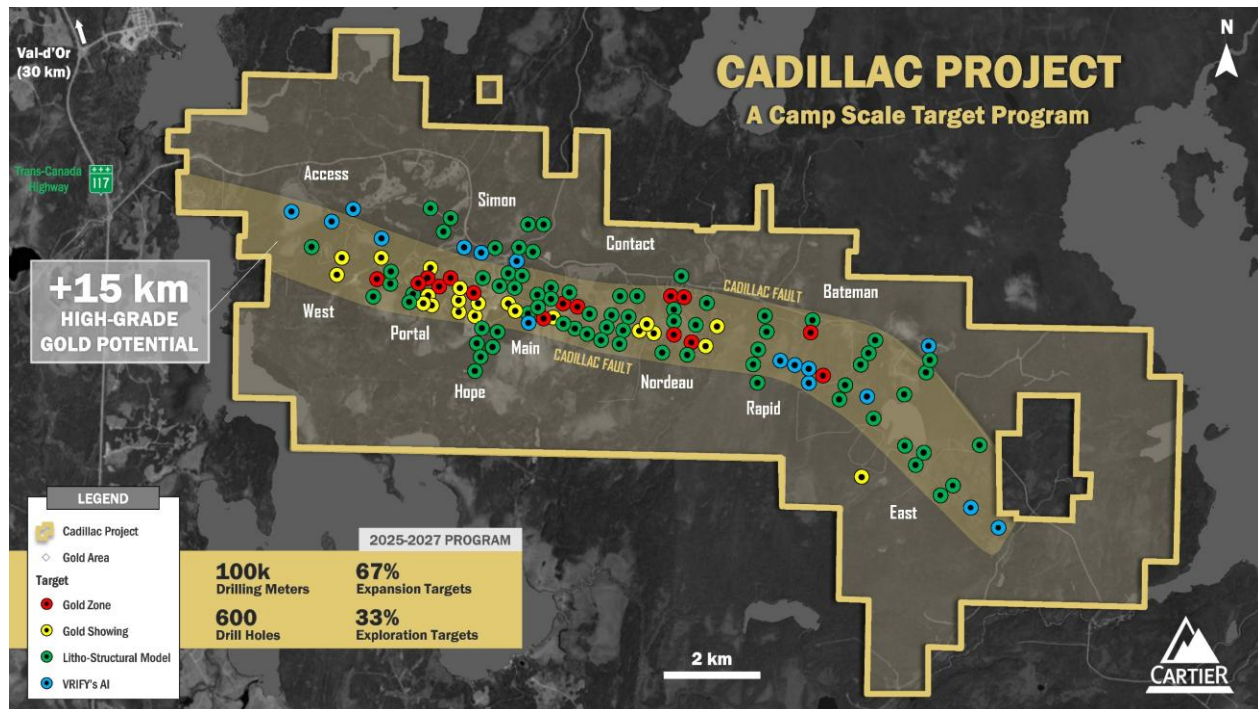 Val-d'Or
(30 km)
N
CADILLAC PROJECT
A Camp Scale Target Program
Trans-Canada
Highway
117
Access
Simon
Contact
Bateman
CADILLAC FAULT
+15 km
HIGH-GRADE
GOLD POTENTIAL
West
Portal
Main
CADILLAC FAULT
Hope
Nordeau
Rapid
East
LEGEND
Cadillac Project
Gold Area
Target
Gold Zone
Gold Showing
Litho-Structural Model
VRIFY's AI
2025-2027 PROGRAM
100k
Drilling Meters
67%
Expansion Targets
600
Drill Holes
33%
Exploration Targets
2 km
CARTIER